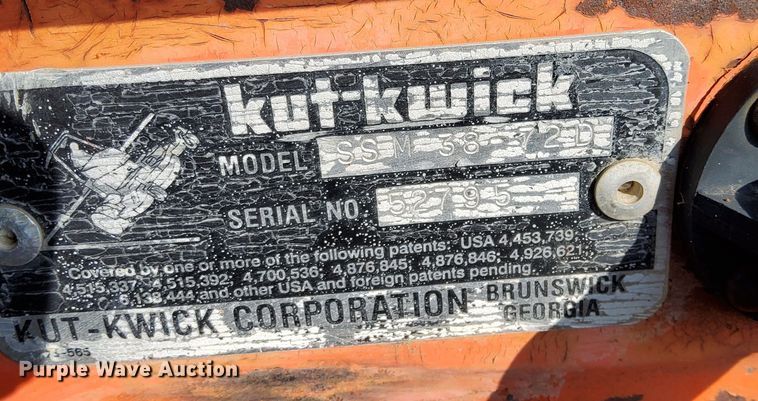 kut-kwick
MODEL SSM 38-72D
SERIAL NO. 52795
Covered by one or more of the following patents: USA 4,453,739;
4,515,337; 4,515,392; 4,700,536; 4,876,845; 4,876,846; 4,926,621;
6,138,444 and other USA and foreign patents pending.
KUT-KWICK CORPORATION BRUNSWICK
GEORGIA
-565
Purple Wave Auction